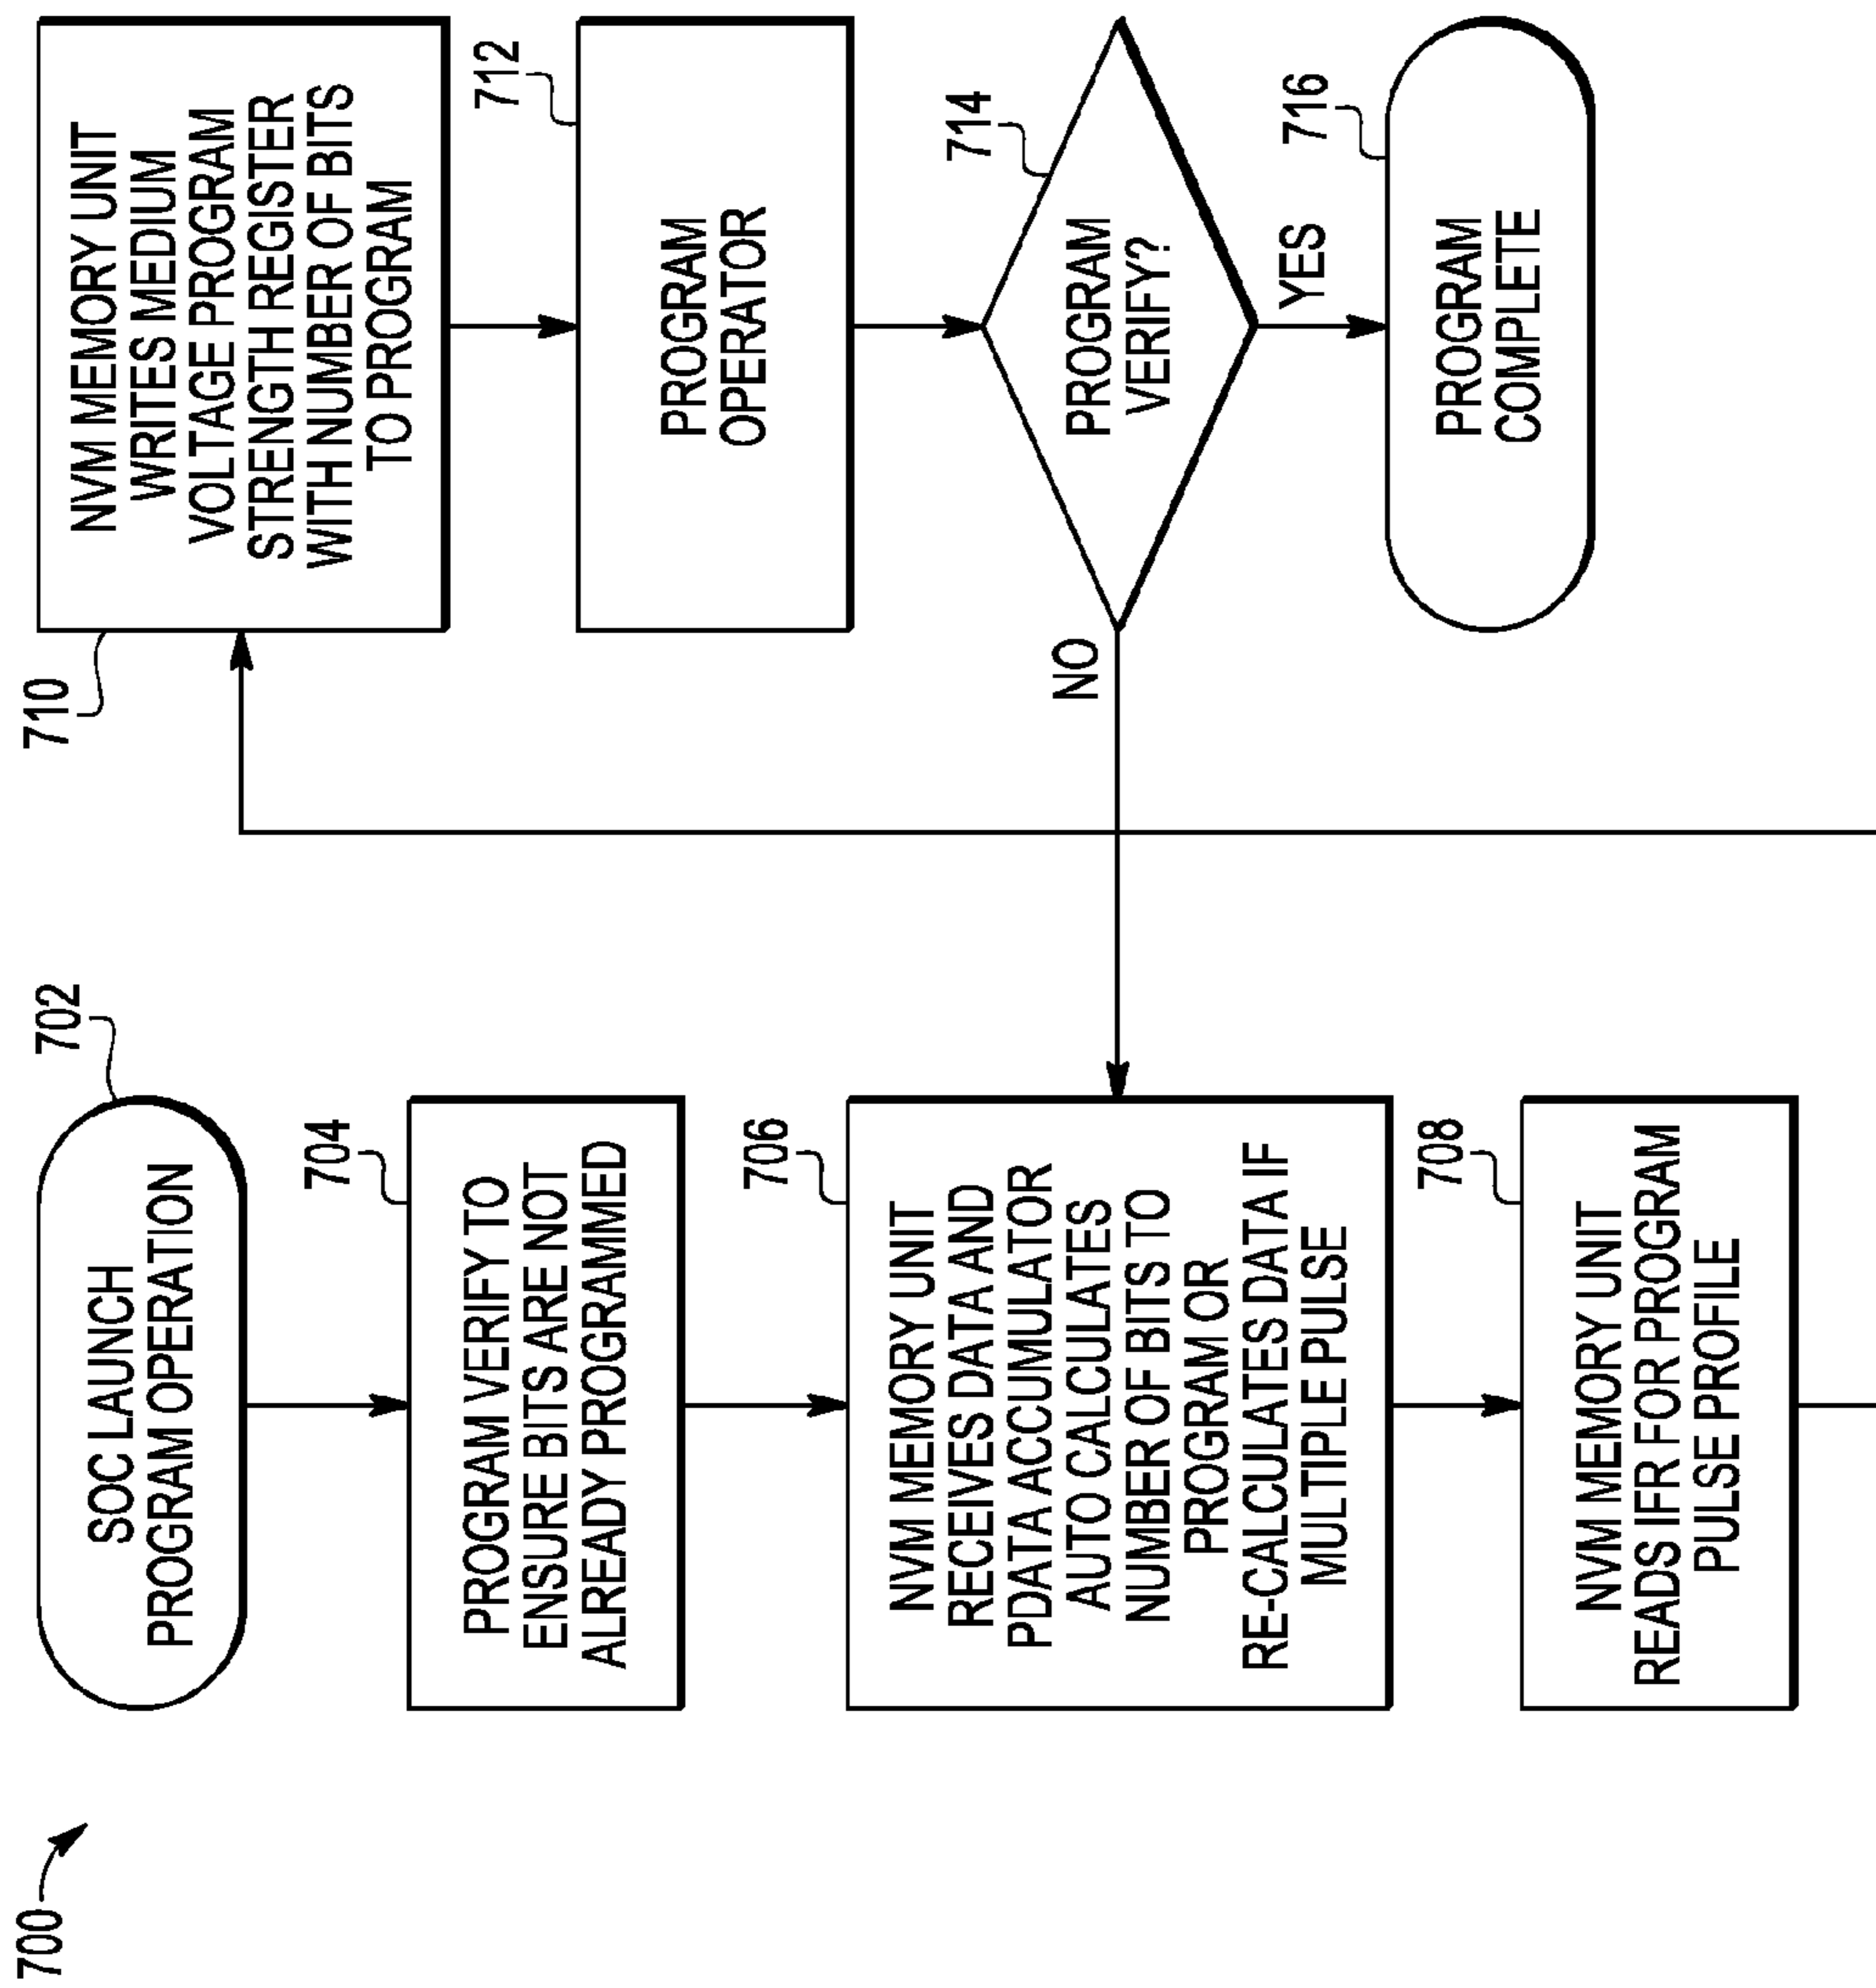 700
702
SOC LAUNCH
PROGRAM OPERATION
704
PROGRAM VERIFY TO
ENSURE BITS ARE NOT
ALREADY PROGRAMMED
706
NVM MEMORY UNIT
RECEIVES DATA AND
PDATA ACCUMULATOR
AUTO CALCULATES
NUMBER OF BITS TO
PROGRAM OR
RE-CALCULATES DATA IF
MULTIPLE PULSE
708
NVM MEMORY UNIT
READS IFR FOR PROGRAM
PULSE PROFILE
710
NVM MEMORY UNIT
WRITES MEDIUM
VOLTAGE PROGRAM
STRENGTH REGISTER
WITH NUMBER OF BITS
TO PROGRAM
712
PROGRAM
OPERATOR
714
PROGRAM
VERIFY?
NO
YES
716
PROGRAM
COMPLETE